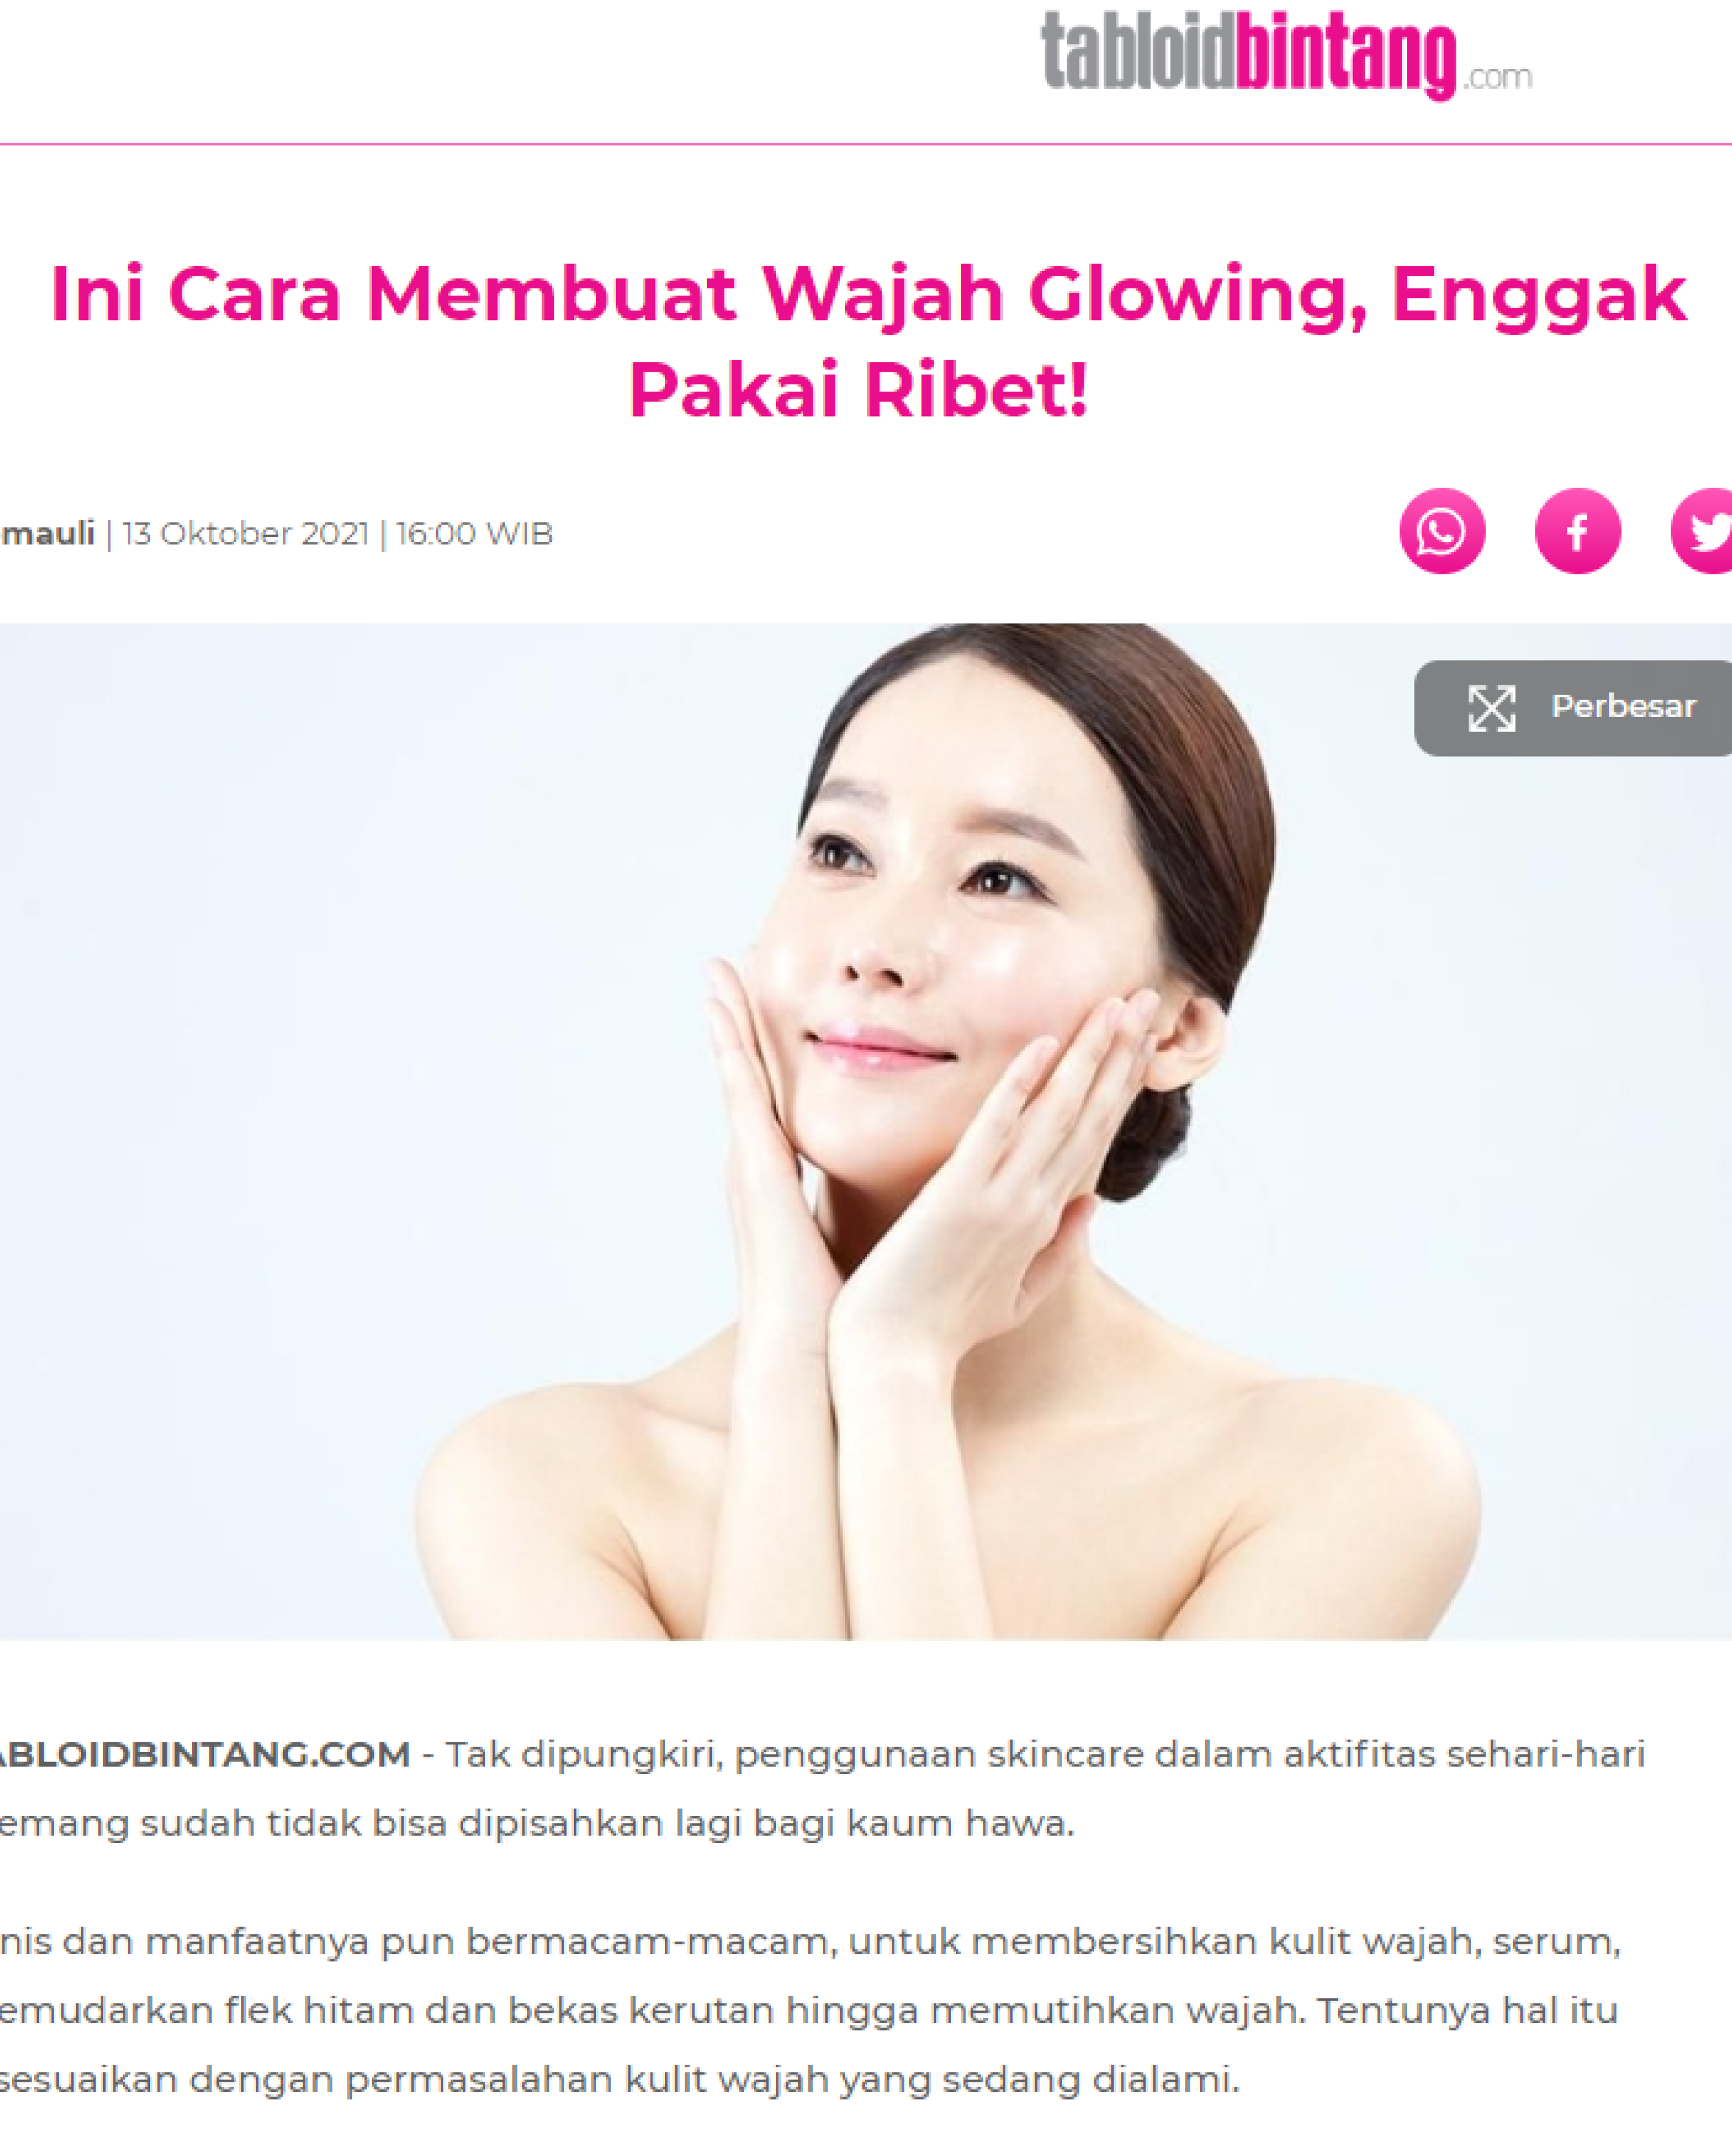 tabloidbintang.com
Ini Cara Membuat Wajah Glowing, Enggak
Pakai Ribet!
mauli | 13 Oktober 2021 | 16:00 WIB
Perbesar
ABLOIDBINTANG.COM - Tak dipungkiri, penggunaan skincare dalam aktifitas sehari-hari
emang sudah tidak bisa dipisahkan lagi bagi kaum hawa.
nis dan manfaatnya pun bermacam-macam, untuk membersihkan kulit wajah, serum,
emudarkan flek hitam dan bekas kerutan hingga memutihkan wajah. Tentunya hal itu
sesuaikan dengan permasalahan kulit wajah yang sedang dialami.